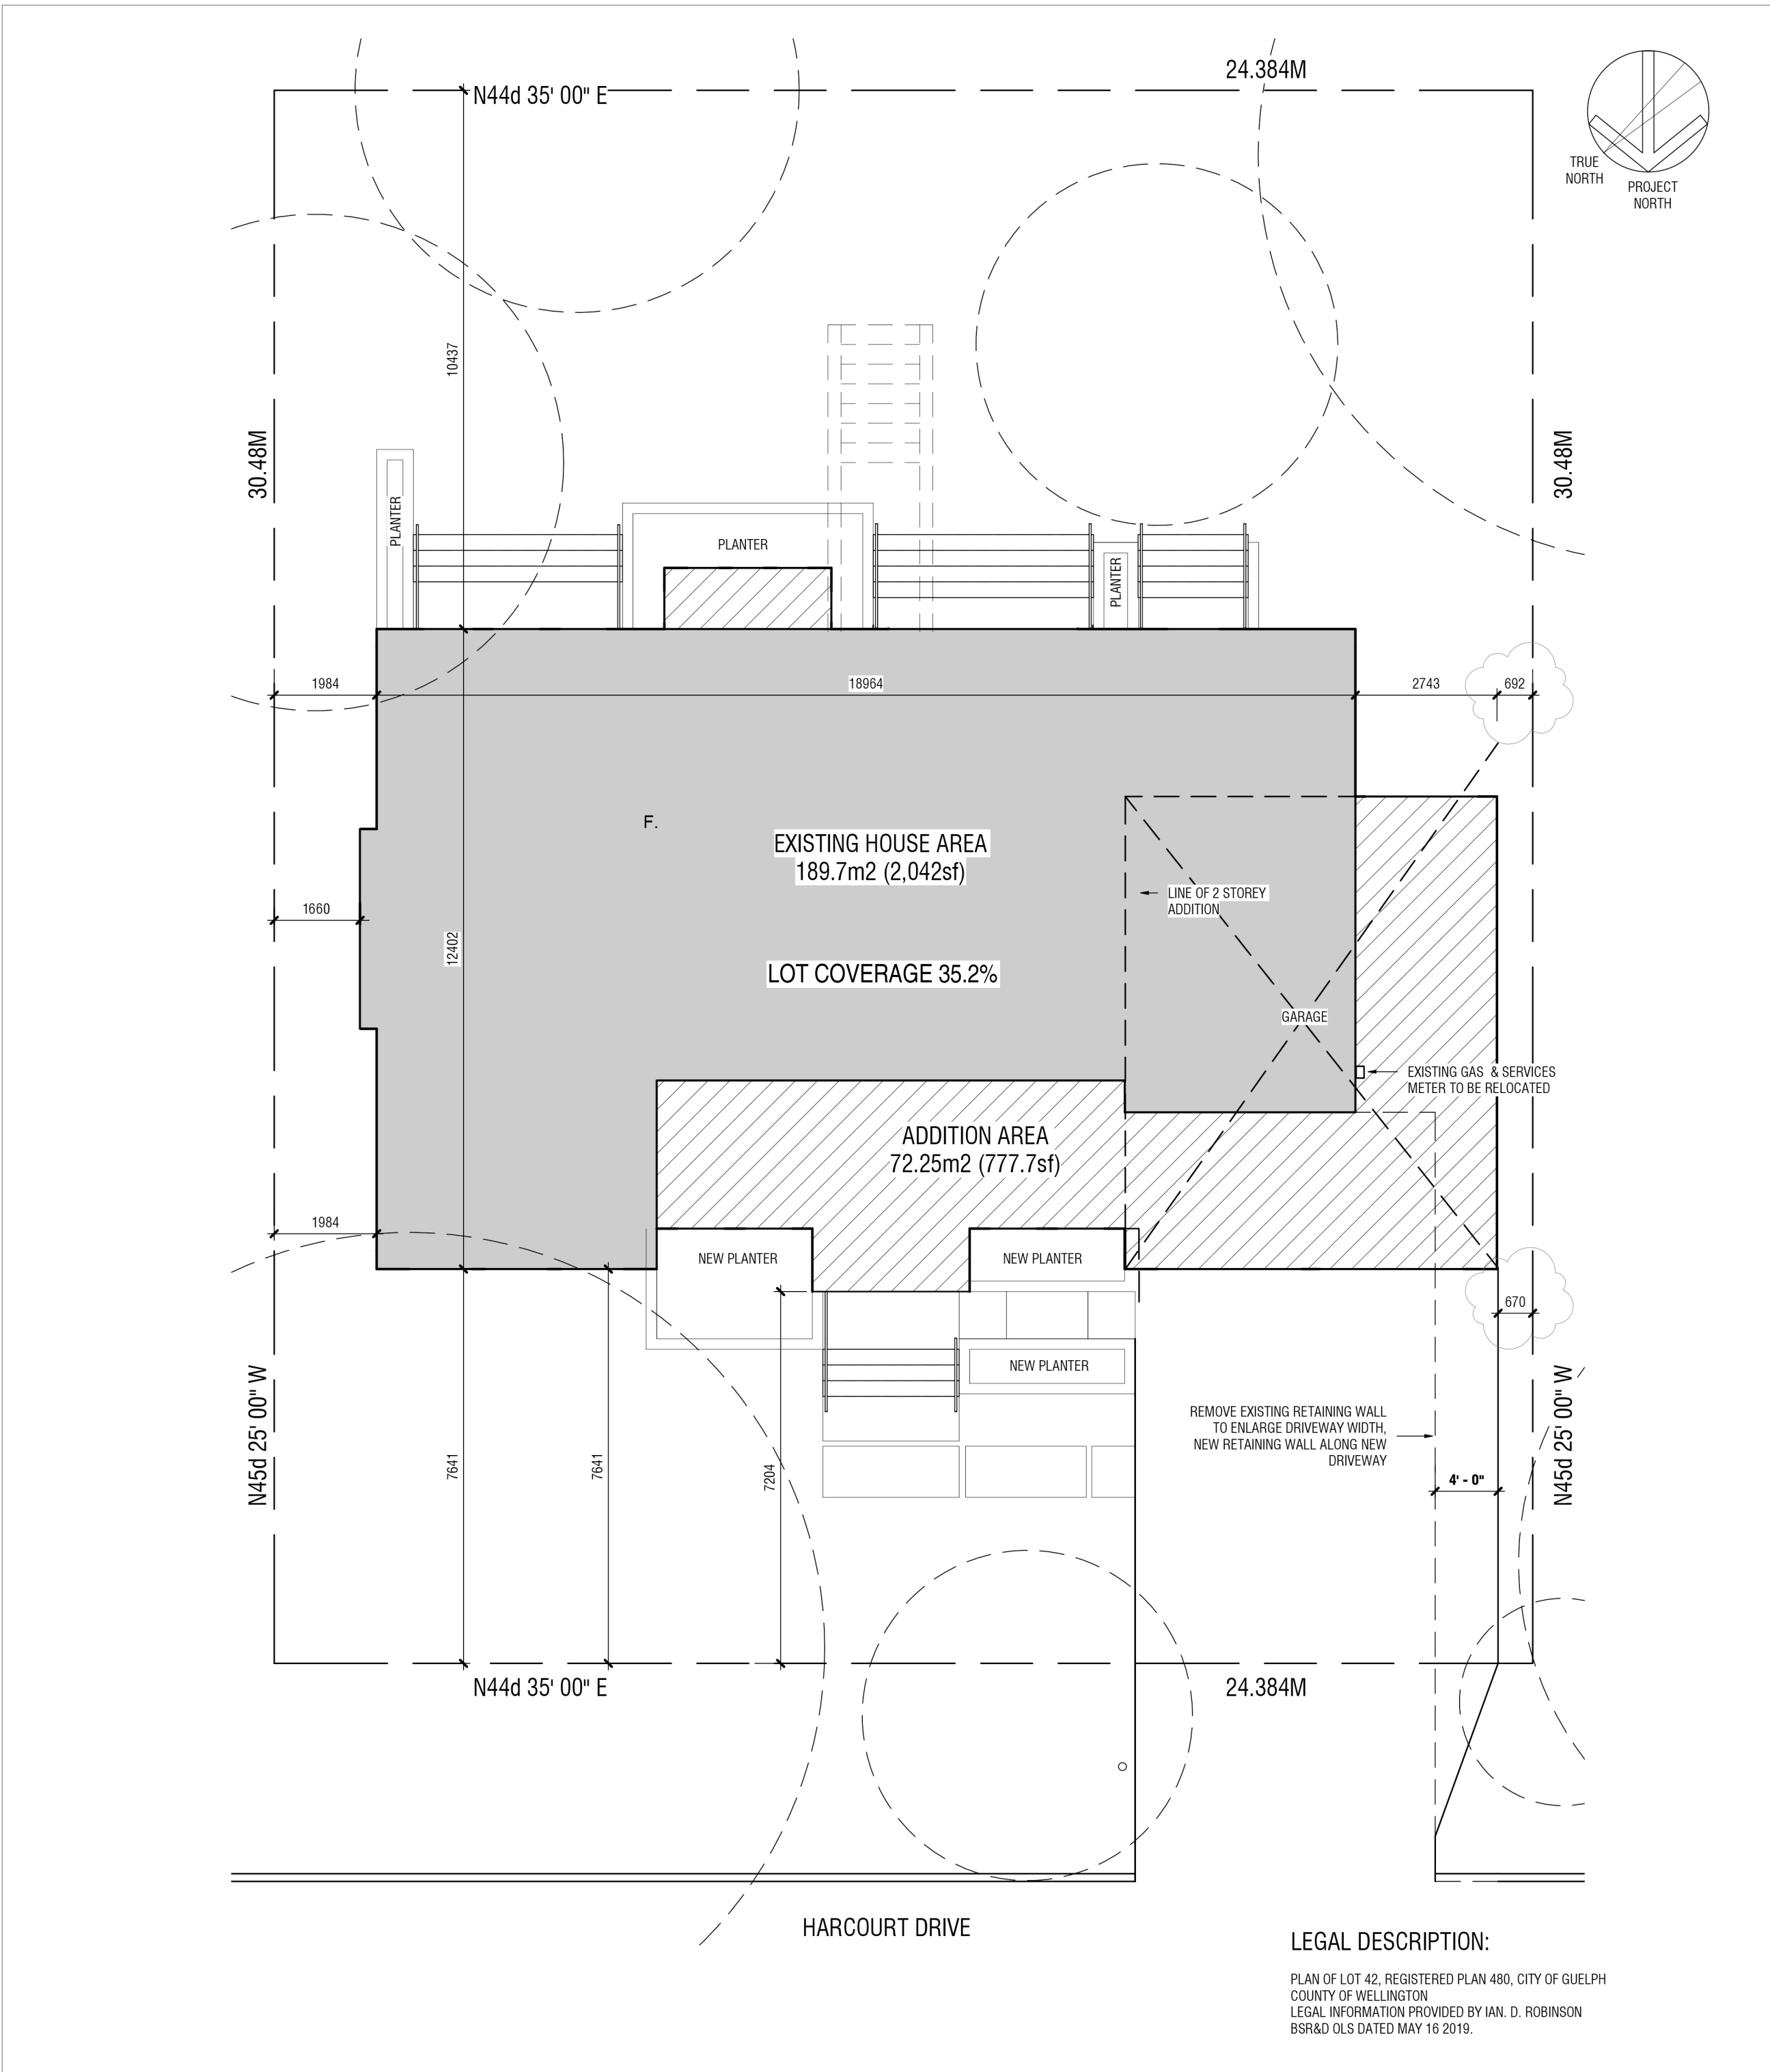 24.384M
N44d 35' 00" E
TRUE
NORTH
PROJECT
NORTH
10437
30.48M
30.48M
PLANTER
PLANTER
PLANTER
1984
18964
2743
692
F.
EXISTING HOUSE AREA
189.7m2 (2,042sf)
LINE OF 2 STOREY
ADDITION
1660
12402
LOT COVERAGE 35.2%
GARAGE
EXISTING GAS & SERVICES
METER TO BE RELOCATED
ADDITION AREA
72.25m2 (777.7sf)
1984
NEW PLANTER
NEW PLANTER
670
NEW PLANTER
N45d 25' 00" W
N45d 25' 00" W
REMOVE EXISTING RETAINING WALL
TO ENLARGE DRIVEWAY WIDTH,
NEW RETAINING WALL ALONG NEW
DRIVEWAY
7641
7641
7204
4' - 0"
N44d 35' 00" E
24.384M
HARCOURT DRIVE
LEGAL DESCRIPTION:
PLAN OF LOT 42, REGISTERED PLAN 480, CITY OF GUELPH
COUNTY OF WELLINGTON
LEGAL INFORMATION PROVIDED BY IAN. D. ROBINSON
BSR&D OLS DATED MAY 16 2019.